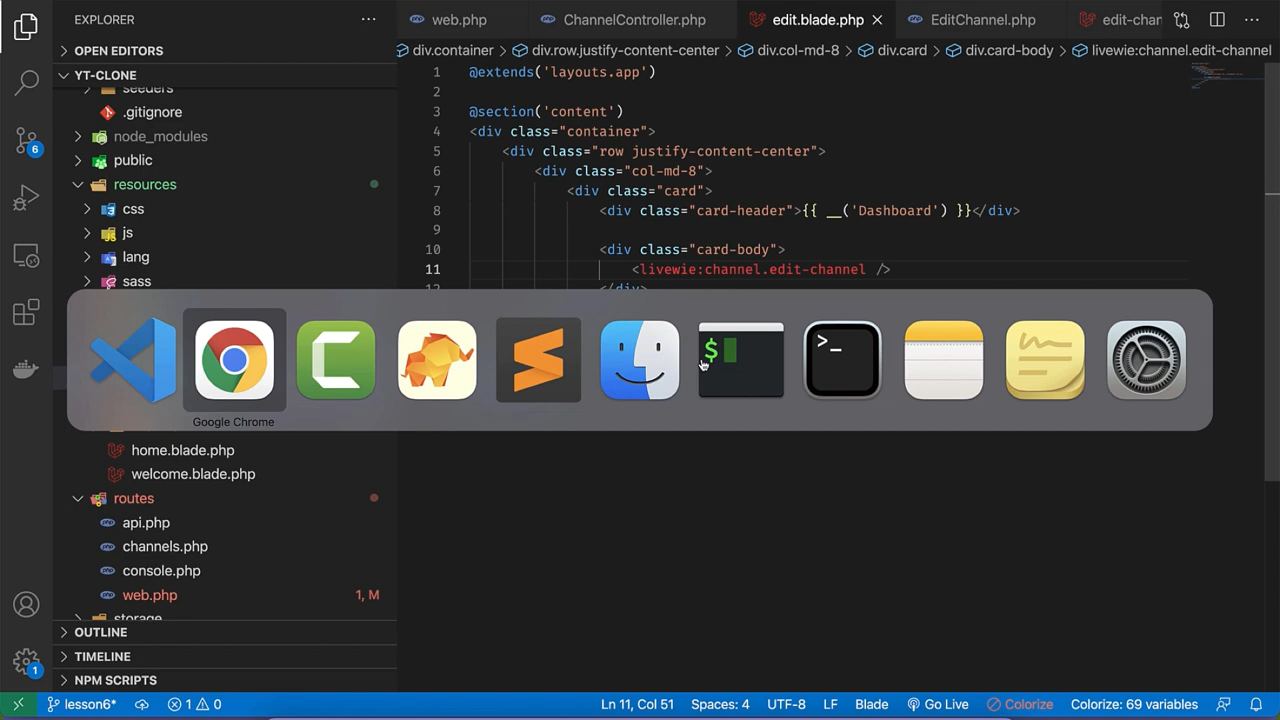 EXPLORER
OPEN EDITORS
YT-CLONE
seeders
.gitignore
node_modules
public
resources
css
js
lang
sass
home.blade.php
welcome.blade.php
routes
api.php
channels.php
console.php
web.php 1, M
storage
OUTLINE
TIMELINE
NPM SCRIPTS
web.php ChannelController.php edit.blade.php EditChannel.php edit-chan
div.container > div.row.justify-content-center > div.col-md-8 > div.card > div.card-body > livewie:channel.edit-channel
1 @extends('layouts.app')
2
3 @section('content')
4 <div class="container">
5 <div class="row justify-content-center">
6 <div class="col-md-8">
7 <div class="card">
8 <div class="card-header">{{ __('Dashboard') }}</div>
9
10 <div class="card-body">
11 <livewie:channel.edit-channel />
12 </div>
Google Chrome
6
1
lesson6* 1 0 Ln 11, Col 51 Spaces: 4 UTF-8 LF Blade Go Live Colorize Colorize: 69 variables